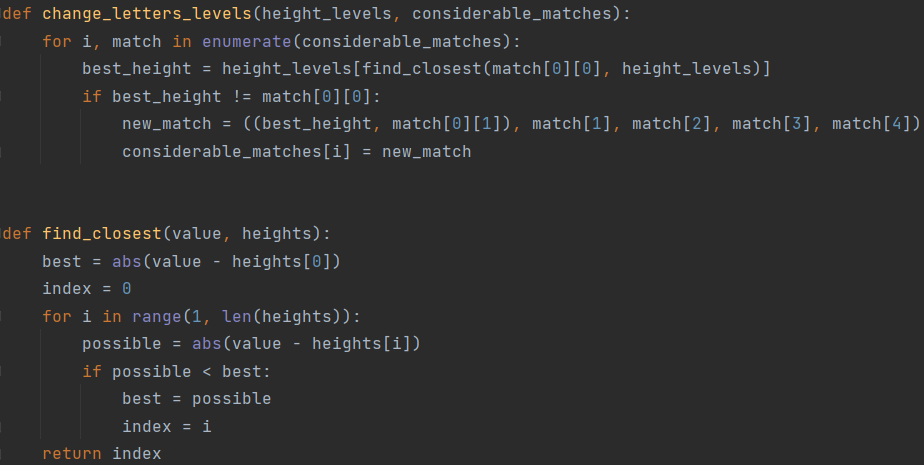 def change_letters_levels(height_levels, considerable_matches):
    for i, match in enumerate(considerable_matches):
        best_height = height_levels[find_closest(match[0][0], height_levels)]
        if best_height != match[0][0]:
            new_match = ((best_height, match[0][1]), match[1], match[2], match[3], match[4])
            considerable_matches[i] = new_match
def find_closest(value, heights):
    best = abs(value - heights[0])
    index = 0
    for i in range(1, len(heights)):
        possible = abs(value - heights[i])
        if possible < best:
            best = possible
            index = i
    return index